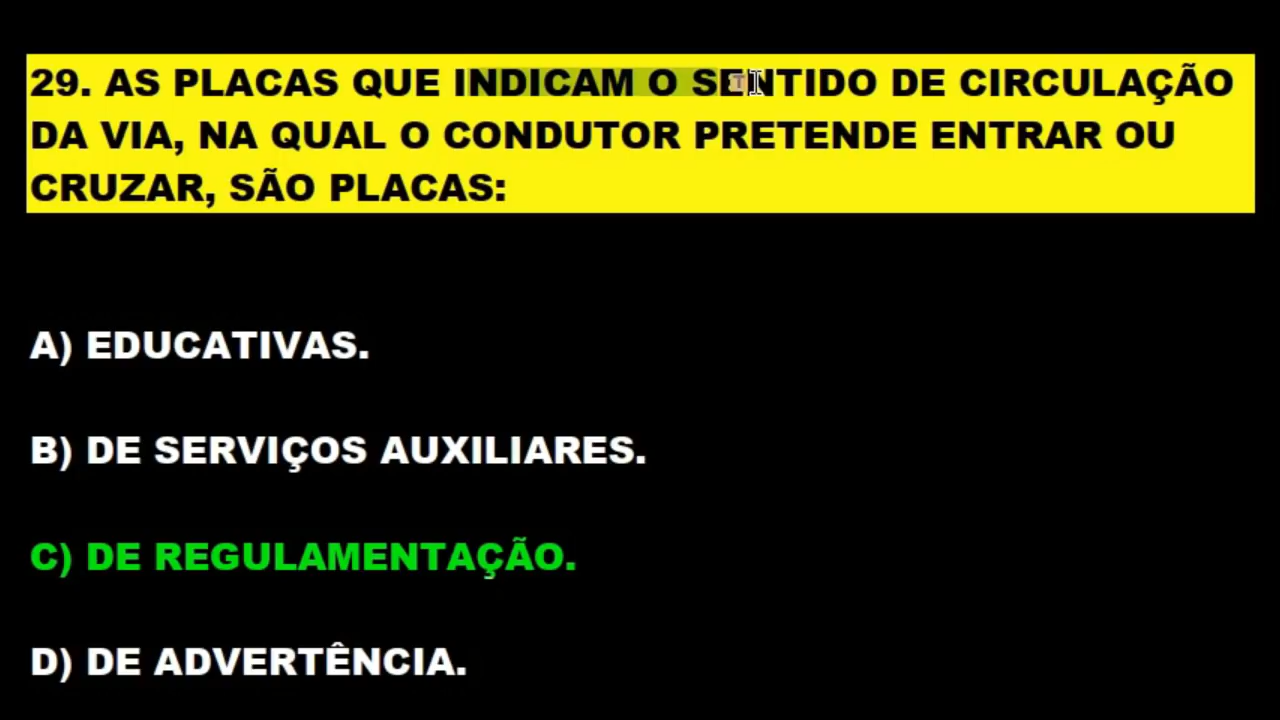 29. AS PLACAS QUE INDICAM O SENTIDO DE CIRCULAÇÃO
DA VIA, NA QUAL O CONDUTOR PRETENDE ENTRAR OU
CRUZAR, SÃO PLACAS:
A) EDUCATIVAS.
B) DE SERVIÇOS AUXILIARES.
C) DE REGULAMENTAÇÃO.
D) DE ADVERTÊNCIA.